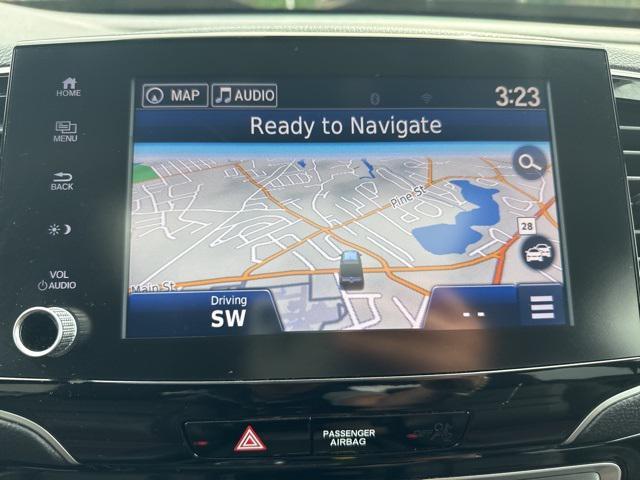 HOME
MENU
BACK
VOL
AUDIO
MAP AUDIO 3:23
Ready to Navigate
Pine St
28
Main St
Driving
SW
--
PASSENGER
AIRBAG